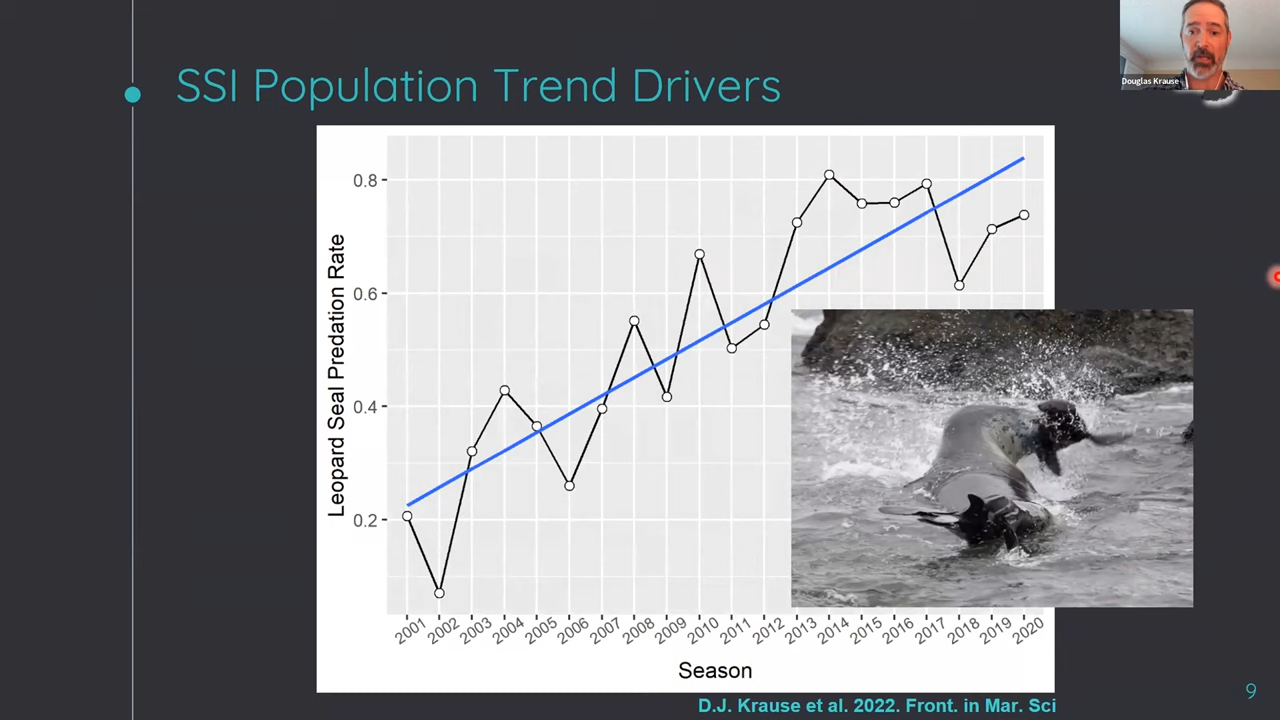 SSI Population Trend Drivers
Douglas Krause
Leopard Seal Predation Rate
0.8
0.6
0.4
0.2
2001 2002 2003 2004 2005 2006 2007 2008 2009 2010 2011 2012 2013 2014 2015 2016 2017 2018 2019 2020
Season
D.J. Krause et al. 2022. Front. in Mar. Sci
9